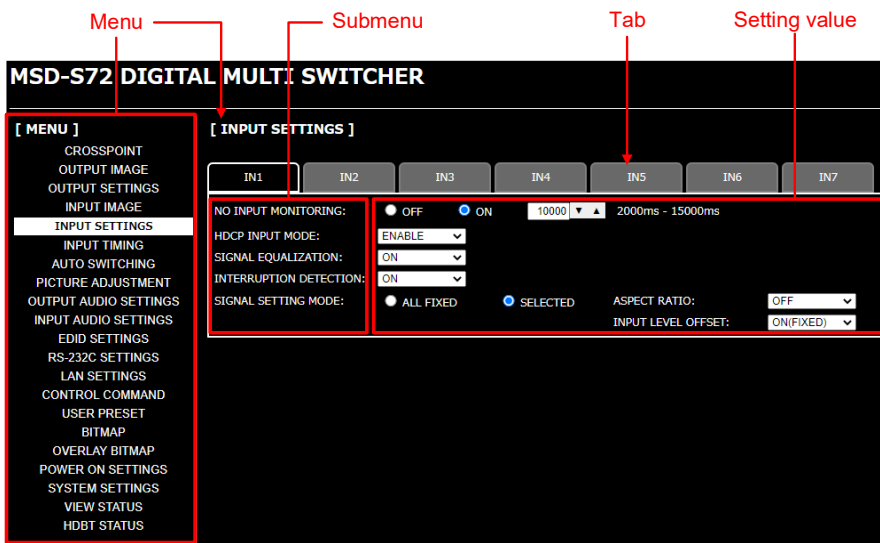 Menu Submenu Tab Setting value
MSD-S72 DIGITAL MULTI SWITCHER
[ MENU ]
CROSSPOINT
OUTPUT IMAGE
OUTPUT SETTINGS
INPUT IMAGE
INPUT SETTINGS
INPUT TIMING
AUTO SWITCHING
PICTURE ADJUSTMENT
OUTPUT AUDIO SETTINGS
INPUT AUDIO SETTINGS
EDID SETTINGS
RS-232C SETTINGS
LAN SETTINGS
CONTROL COMMAND
USER PRESET
BITMAP
OVERLAY BITMAP
POWER ON SETTINGS
SYSTEM SETTINGS
VIEW STATUS
HDBT STATUS
[ INPUT SETTINGS ]
IN1 IN2 IN3 IN4 IN5 IN6 IN7
NO INPUT MONITORING: OFF ON 10000 ▼ ▲ 2000ms - 15000ms
HDCP INPUT MODE: ENABLE
SIGNAL EQUALIZATION: ON
INTERRUPTION DETECTION: ON
SIGNAL SETTING MODE: ALL FIXED SELECTED ASPECT RATIO: OFF
INPUT LEVEL OFFSET: ON(FIXED)